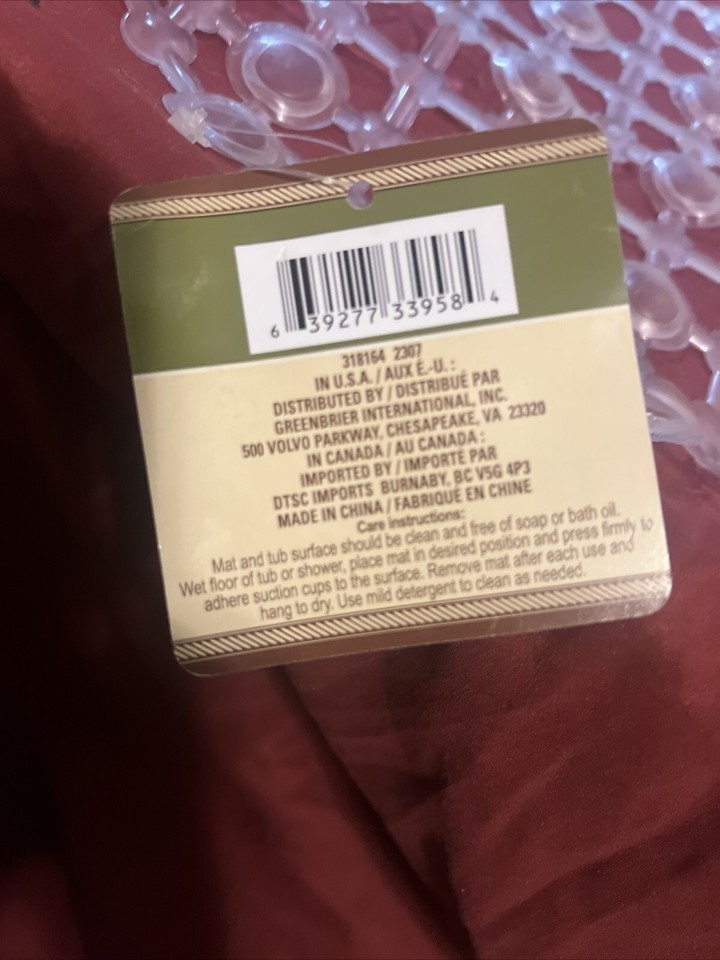 6 39277 33958 4
318164 2307
IN U.S.A. / AUX É.-U. :
DISTRIBUTED BY / DISTRIBUÉ PAR
GREENBRIER INTERNATIONAL, INC.
500 VOLVO PARKWAY, CHESAPEAKE, VA 23320
IN CANADA / AU CANADA :
IMPORTED BY / IMPORTÉ PAR
DTSC IMPORTS BURNABY, BC V5G 4P3
MADE IN CHINA / FABRIQUÉ EN CHINE
Care instructions:
Mat and tub surface should be clean and free of soap or bath oil.
Wet floor of tub or shower, place mat in desired position and press firmly to
adhere suction cups to the surface. Remove mat after each use and
hang to dry. Use mild detergent to clean as needed.